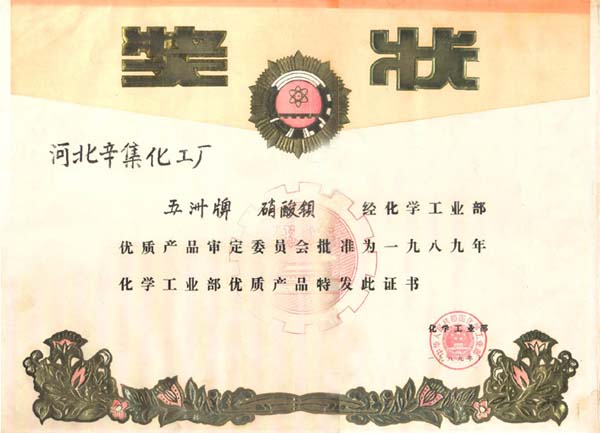 奖状
河北辛集化工厂
五洲牌 硝酸钡 经化学工业部
优质产品审定委员会批准为一九八九年
化学工业部优质产品特发此证书
化学工业部